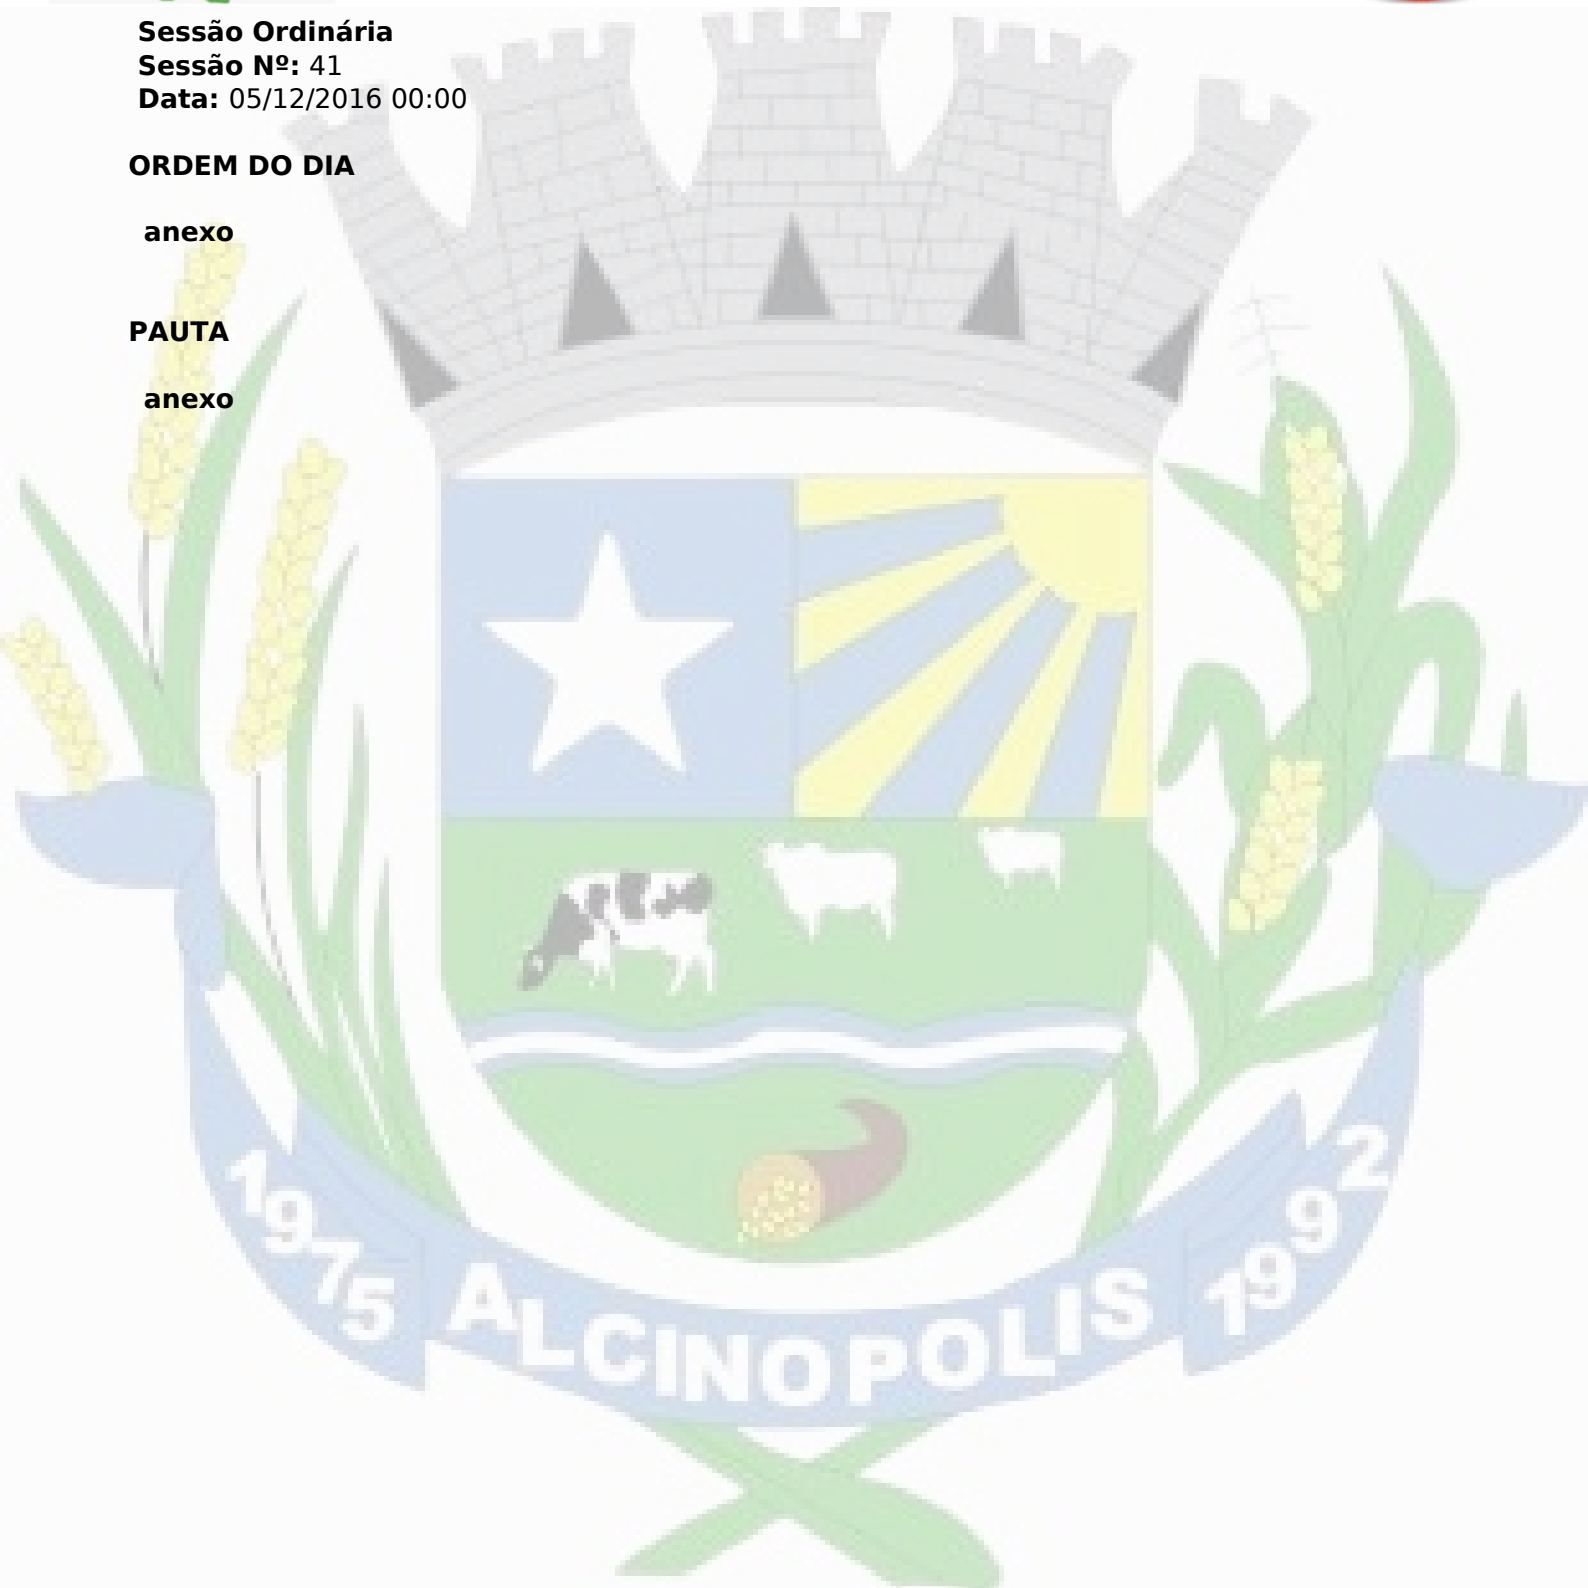 Sessão Ordinária
Sessão Nº: 41
Data: 05/12/2016 00:00
ORDEM DO DIA
anexo
PAUTA
anexo
1975 ALCINOPOLIS 1992